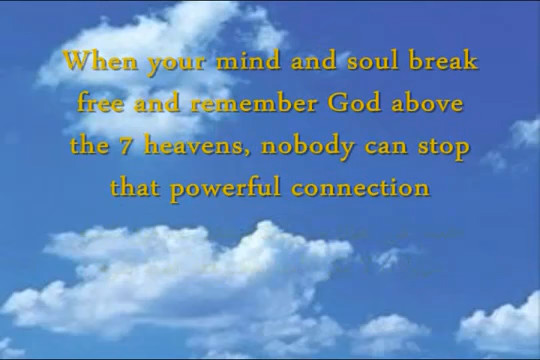 When your mind and soul break
free and remember God above
the 7 heavens, nobody can stop
that powerful connection